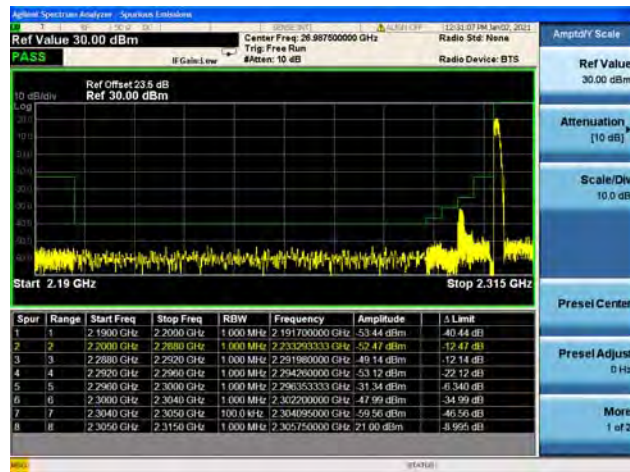 Agilent Spectrum Analyzer - Spurious Emissions
SENSE:INT ALIGN OFF 12:31:07 PM Jan 02, 2021
Ref Value 30.00 dBm Center Freq: 26.987500000 GHz Radio Std: None Amptd/Y Scale
Trig: Free Run
PASS IFGain:Low #Atten: 10 dB Radio Device: BTS
Ref Value
30.00 dBm
Ref Offset 23.5 dB
10 dB/div Ref 30.00 dBm
Log
Attenuation
[10 dB]
Scale/Div
10.0 dB
Start 2.19 GHz Stop 2.315 GHz
Presel Center
Spur Range Start Freq Stop Freq RBW Frequency Amplitude Δ Limit
1 1 2.1900 GHz 2.2000 GHz 1.000 MHz 2.191700000 GHz -53.44 dBm -40.44 dB
2 2 2.2000 GHz 2.2880 GHz 1.000 MHz 2.233293333 GHz -52.47 dBm -12.47 dB
3 3 2.2880 GHz 2.2920 GHz 1.000 MHz 2.291980000 GHz -49.14 dBm -12.14 dB
4 4 2.2920 GHz 2.2960 GHz 1.000 MHz 2.294260000 GHz -53.12 dBm -22.12 dB
5 5 2.2960 GHz 2.3000 GHz 1.000 MHz 2.296353333 GHz -31.34 dBm -6.340 dB
6 6 2.3000 GHz 2.3040 GHz 1.000 MHz 2.302200000 GHz -47.99 dBm -34.99 dB
7 7 2.3040 GHz 2.3050 GHz 100.0 kHz 2.304095000 GHz -59.56 dBm -46.56 dB
8 8 2.3050 GHz 2.3150 GHz 1.000 MHz 2.305750000 GHz 21.00 dBm -8.995 dB
Presel Adjust
0 Hz
More
1 of 2
MSG STATUS